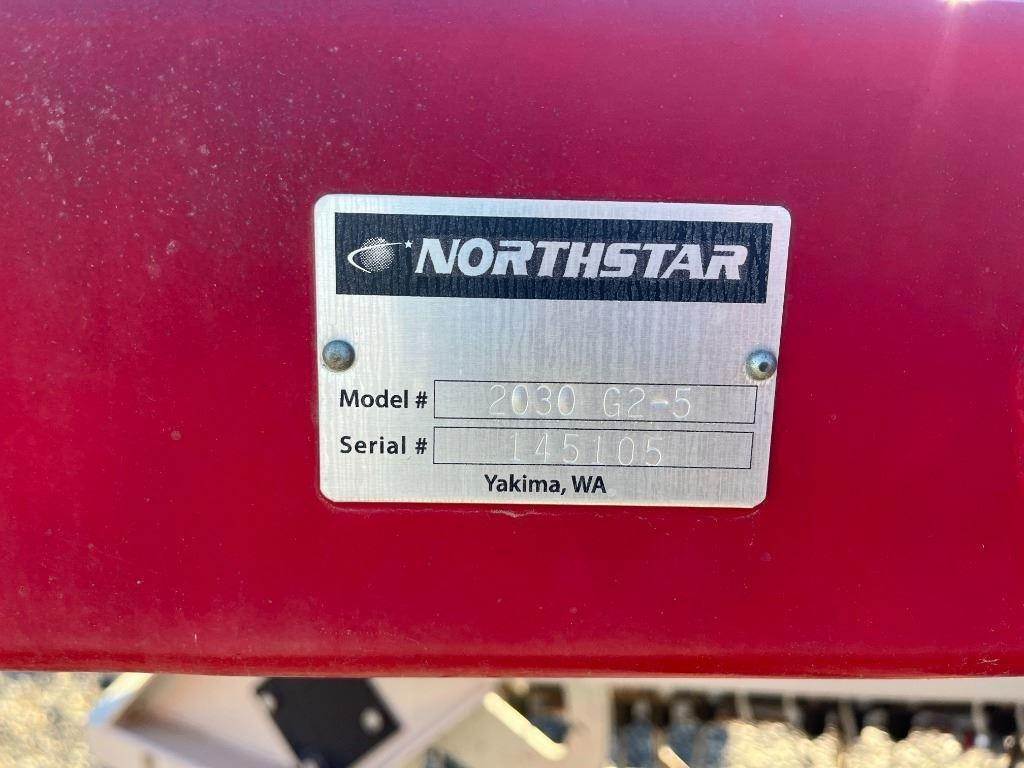 NORTHSTAR
Model # 2030 G2-5
Serial # 145105
Yakima, WA